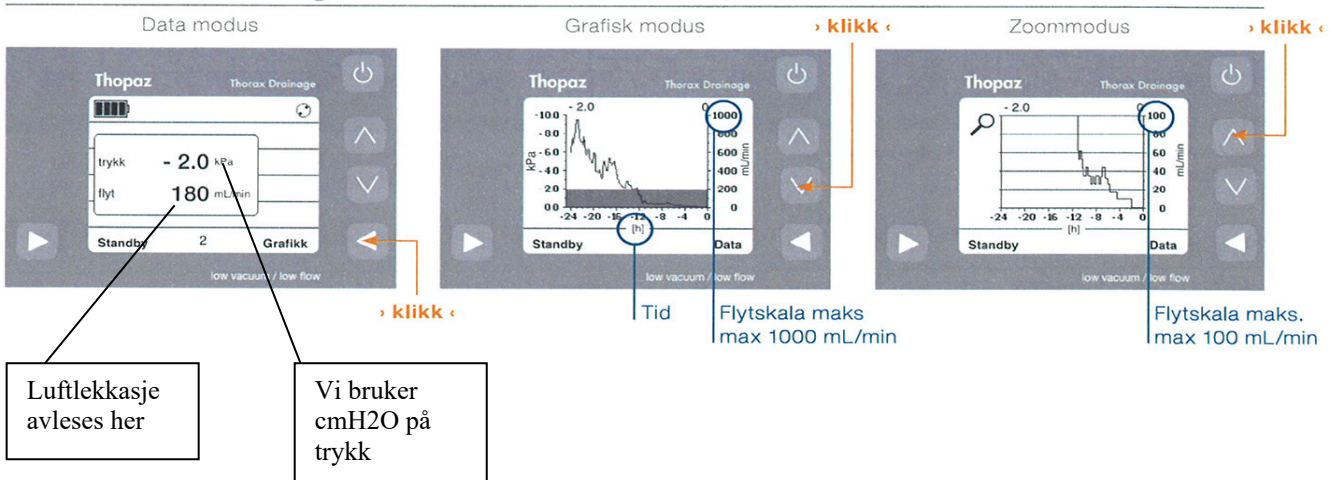 Data modus
Grafisk modus
› klikk ‹
Zoommodus
› klikk ‹
Thopaz Thorax Drainage
trykk - 2.0 kPa
flyt 180 mL/min
Standby 2 Grafikk
low vacuum / low flow
› klikk ‹
Thopaz Thorax Drainage
- 2.0 0
kPa
-100
-80
-60
-40
-20
00
1000
800
600
400
200
0
mL/min
-24 -20 -16 -12 -8 -4 0
[h]
Standby Data
low vacuum / low flow
Tid
Flytskala maks
max 1000 mL/min
Thopaz Thorax Drainage
- 2.0 0
100
80
60
40
20
0
mL/min
-24 -20 -16 -12 -8 -4 0
[h]
Standby Data
low vacuum / low flow
Flytskala maks.
max 100 mL/min
Luftlekkasje
avleses her
Vi bruker
cmH2O på
trykk